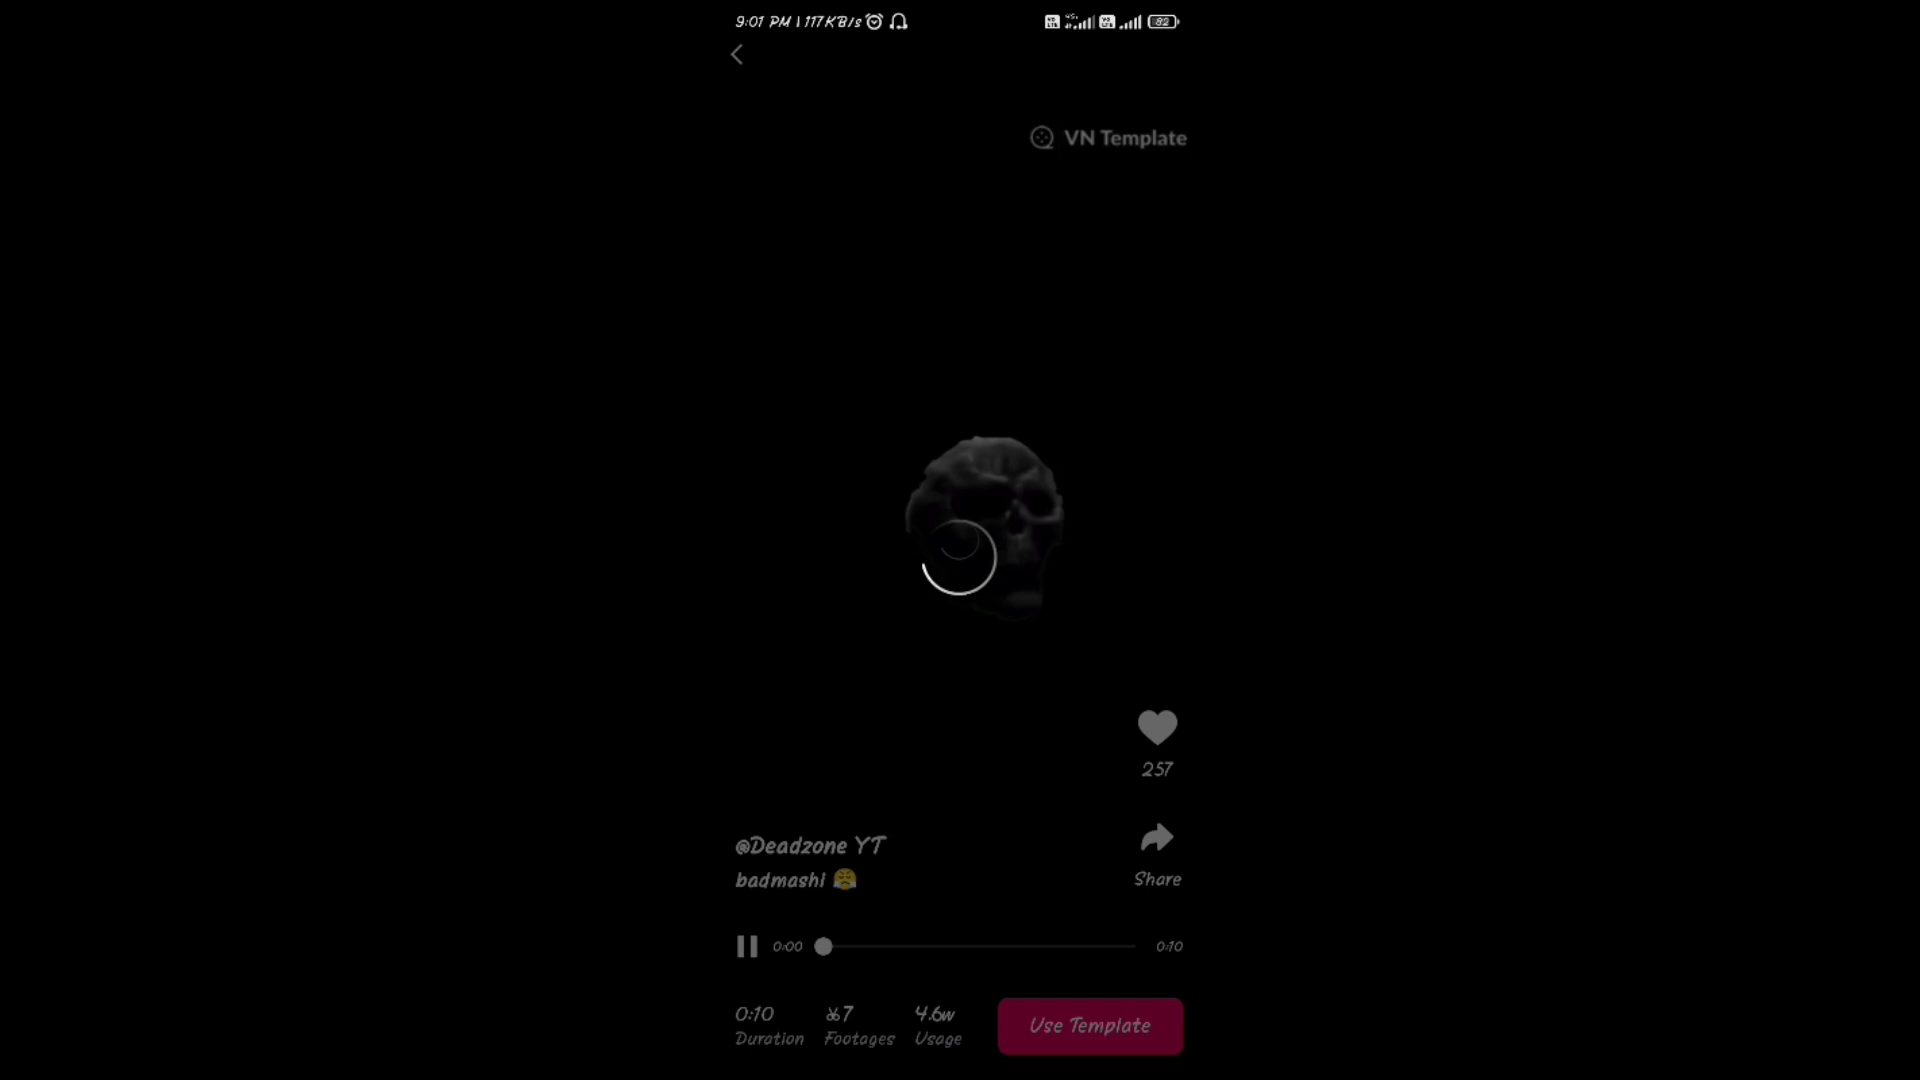 9:01 PM | 117KB/s
82
VN Template
257
@Deadzone YT
badmashi 😤
Share
0:00
0:10
0:10
7
4.6w
Duration
Footages
Usage
Use Template